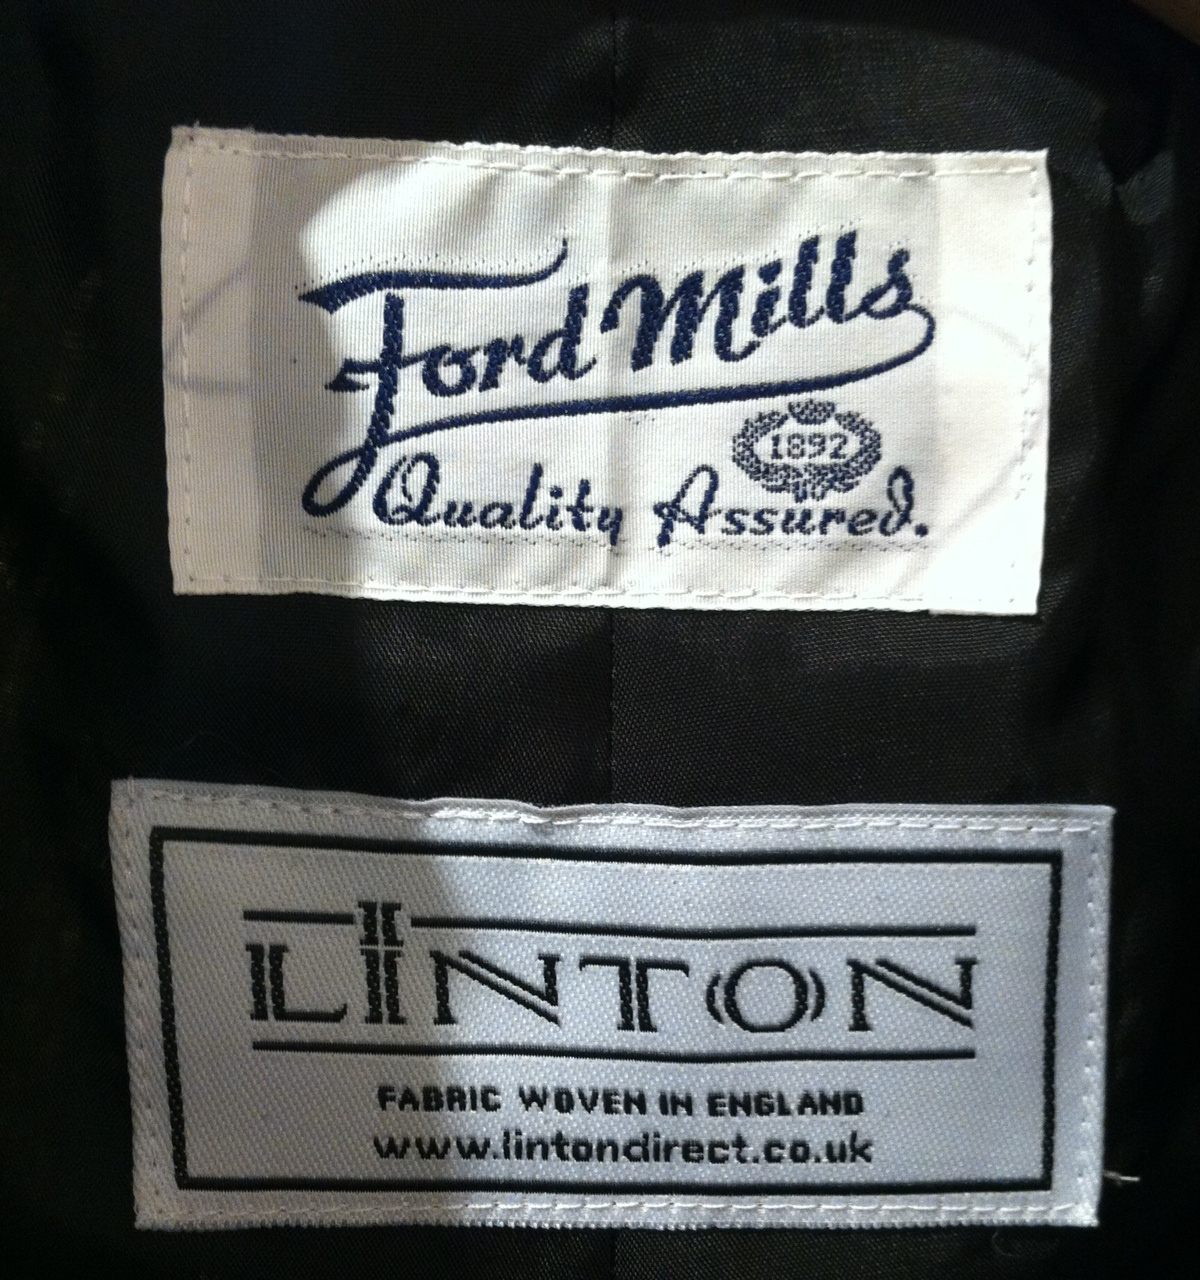 Ford Mills
1892
Quality Assured.
LINTON
FABRIC WOVEN IN ENGLAND
www.lintondirect.co.uk